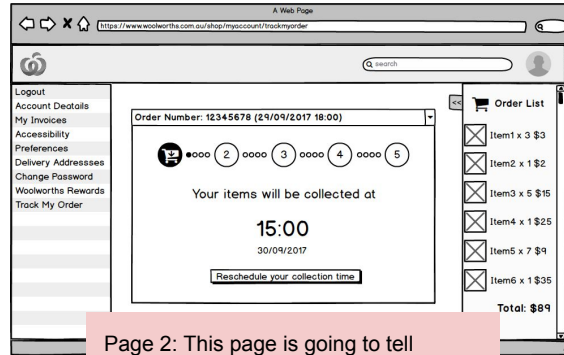 A Web Page
https://www.woolworths.com.au/shop/myaccount/trackmyorder
search
Logout
Account Deatails
My Invoices
Accessibility
Preferences
Delivery Addressses
Change Password
Woolworths Rewards
Track My Order
Order Number: 12345678 (29/09/2017 18:00)
2
3
4
5
Your items will be collected at
15:00
30/09/2017
Reschedule your collection time
<<
Order List
Item1 x 3 $3
Item2 x 1 $2
Item3 x 5 $15
Item4 x 1 $25
Item5 x 7 $9
Item6 x 1 $35
Total: $89
Page 2: This page is going to tell